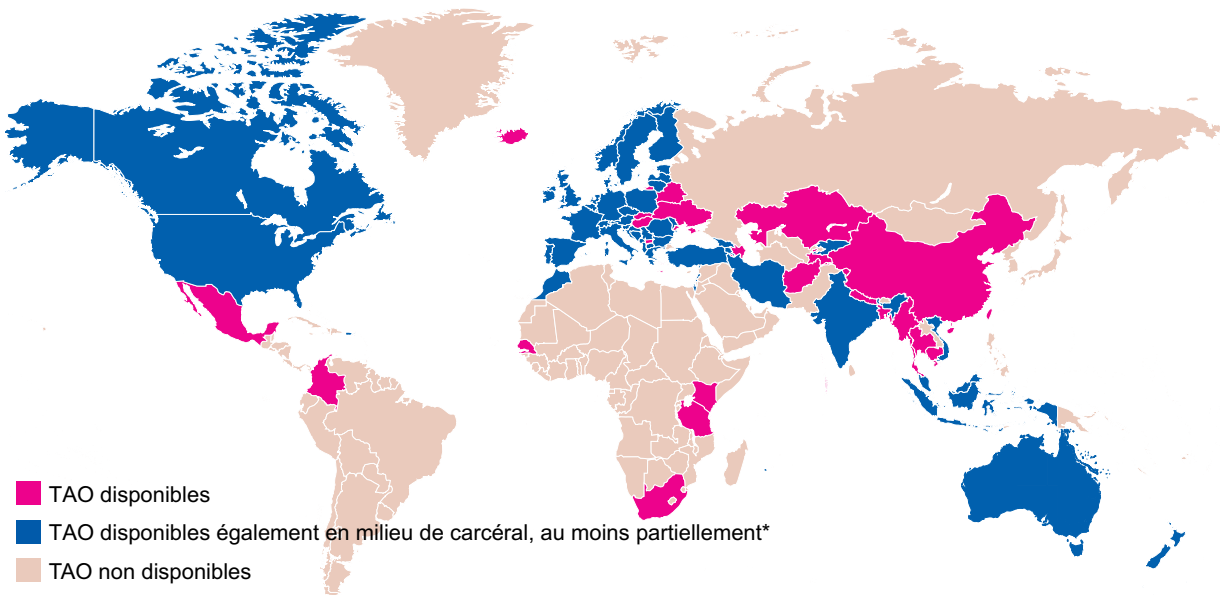 TAO disponibles
TAO disponibles également en milieu de carcéral, au moins partiellement*
TAO non disponibles